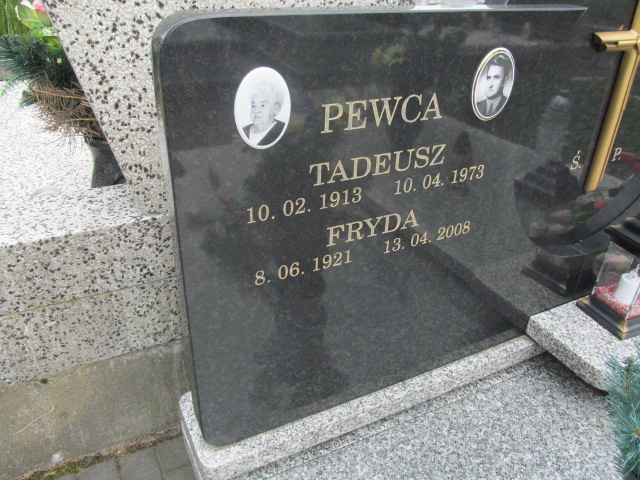 PEWCA
TADEUSZ
10. 02. 1913 10. 04. 1973
FRYDA
8. 06. 1921 13. 04. 2008
Ś. P.